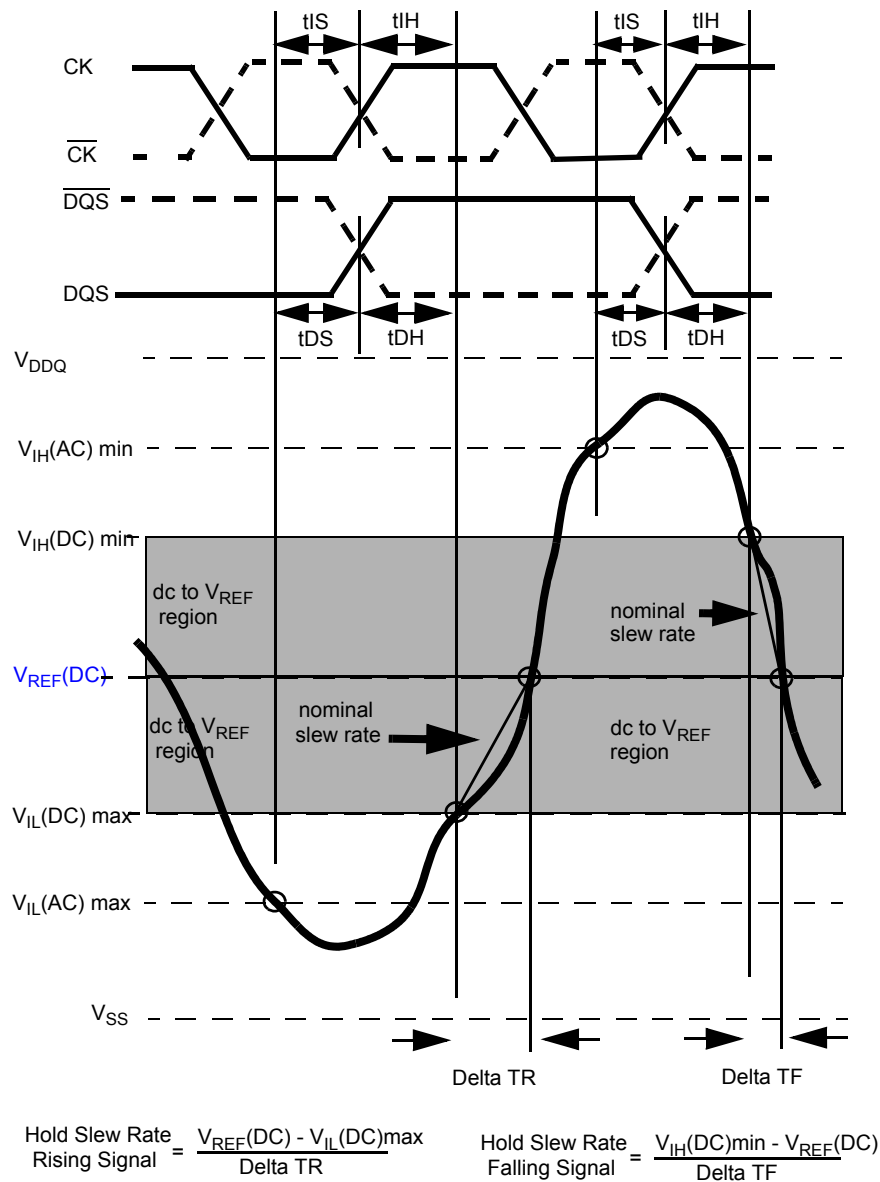 tIS tIH tIS tIH
CK
CK
DQS
DQS
tDS tDH tDS tDH
VDDQ
VIH(AC) min
VIH(DC) min
dc to VREF
region
nominal
slew rate
VREF(DC)
dc to VREF
region
nominal
slew rate
dc to VREF
region
VIL(DC) max
VIL(AC) max
VSS
Delta TR Delta TF
Hold Slew Rate
Rising Signal
=
VREF(DC) - VIL(DC)max
Delta TR
Hold Slew Rate
Falling Signal
=
VIH(DC)min - VREF(DC)
Delta TF